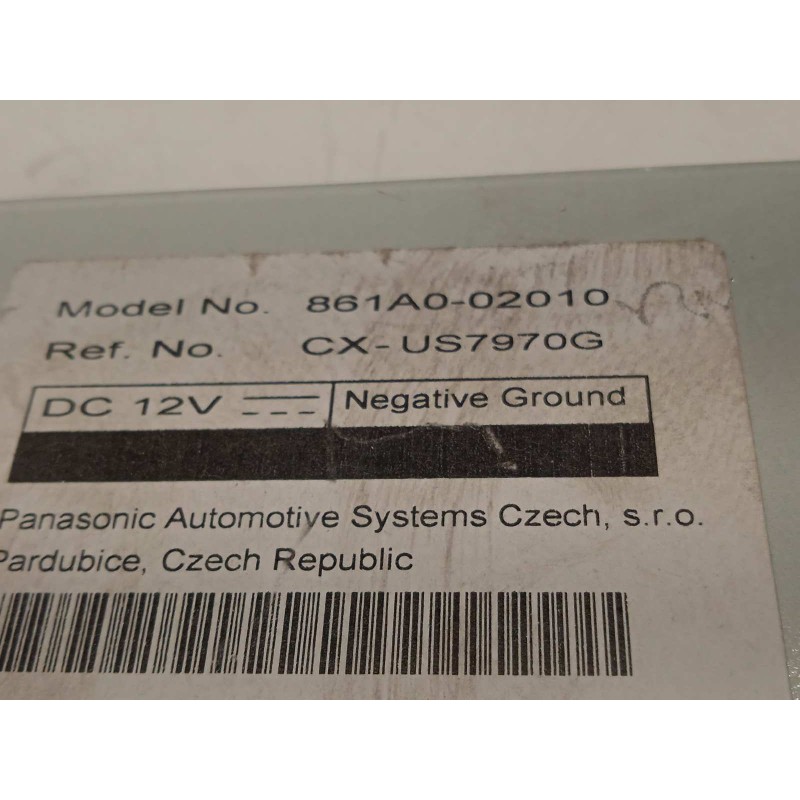 Model No. 861A0-02010
Ref. No. CX-US7970G
DC 12V Negative Ground
Panasonic Automotive Systems Czech, s.r.o.
Pardubice, Czech Republic